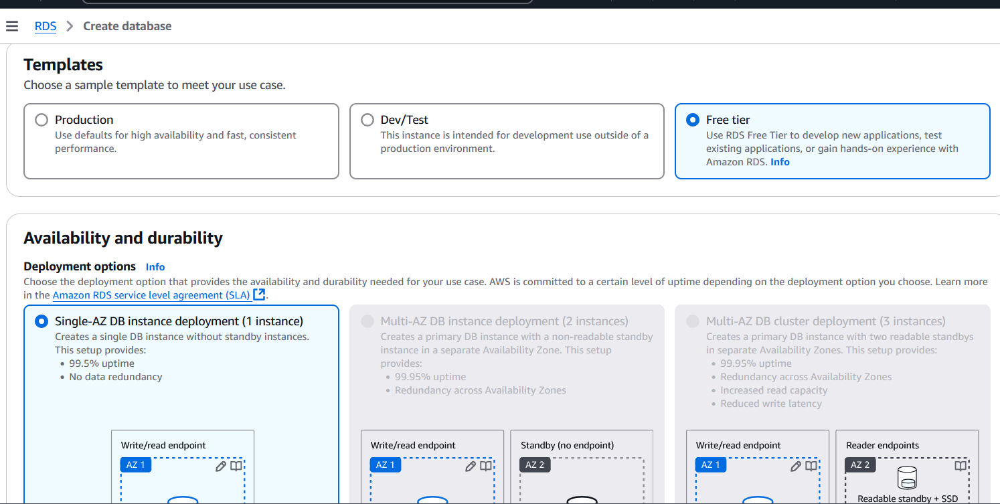 RDS > Create database
Templates
Choose a sample template to meet your use case.
Production
Use defaults for high availability and fast, consistent
performance.
Dev/Test
This instance is intended for development use outside of a
production environment.
Free tier
Use RDS Free Tier to develop new applications, test
existing applications, or gain hands-on experience with
Amazon RDS. Info
Availability and durability
Deployment options Info
Choose the deployment option that provides the availability and durability needed for your use case. AWS is committed to a certain level of uptime depending on the deployment option you choose. Learn more
in the Amazon RDS service level agreement (SLA).
Single-AZ DB instance deployment (1 instance)
Creates a single DB instance without standby instances.
This setup provides:
• 99.5% uptime
• No data redundancy
Write/read endpoint
AZ 1
Multi-AZ DB instance deployment (2 instances)
Creates a primary DB instance with a non-readable standby
instance in a separate Availability Zone. This setup
provides:
• 99.95% uptime
• Redundancy across Availability Zones
Write/read endpoint
AZ 1
Standby (no endpoint)
AZ 2
Multi-AZ DB cluster deployment (3 instances)
Creates a primary DB instance with two readable standbys
in separate Availability Zones. This setup provides:
• 99.95% uptime
• Redundancy across Availability Zones
• Increased read capacity
• Reduced write latency
Write/read endpoint
AZ 1
Reader endpoints
AZ 2
Readable standby + SSD